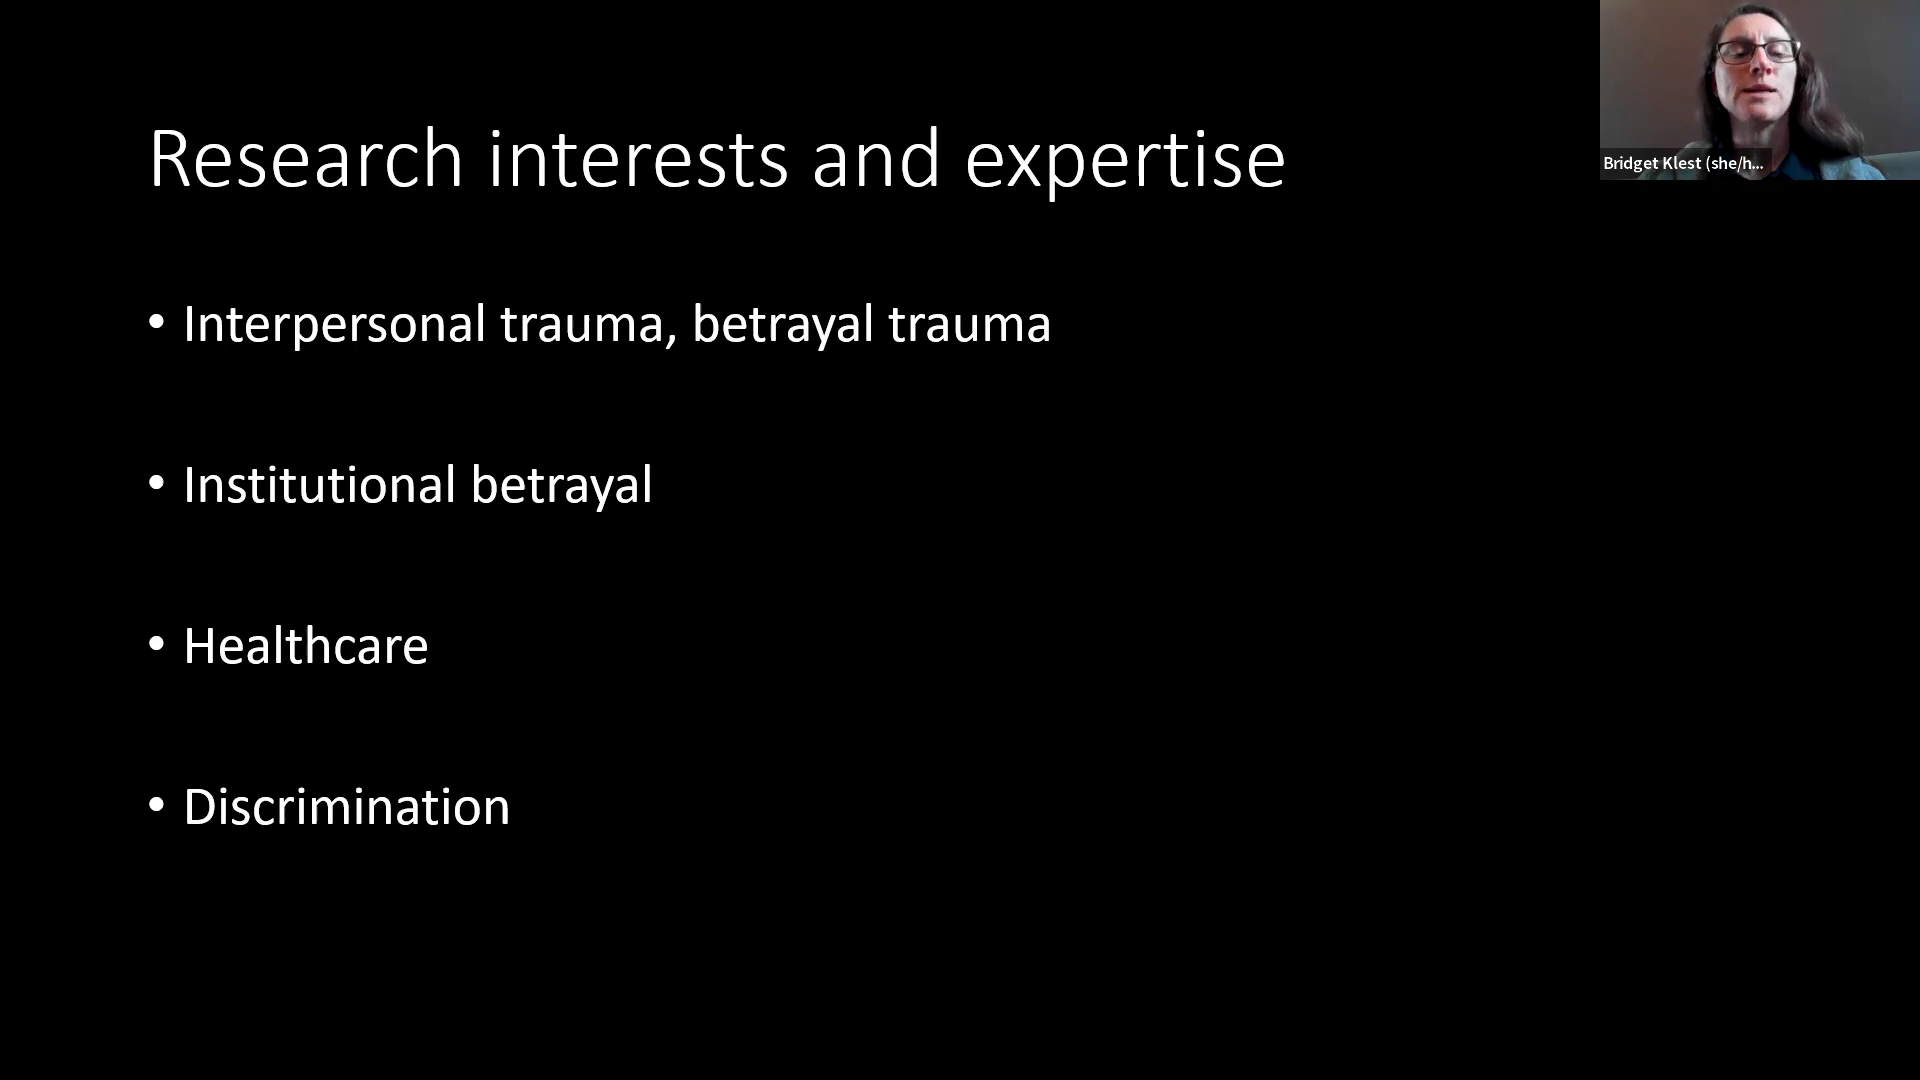 Research interests and expertise
Bridget Klest (she/h...
• Interpersonal trauma, betrayal trauma
• Institutional betrayal
• Healthcare
• Discrimination